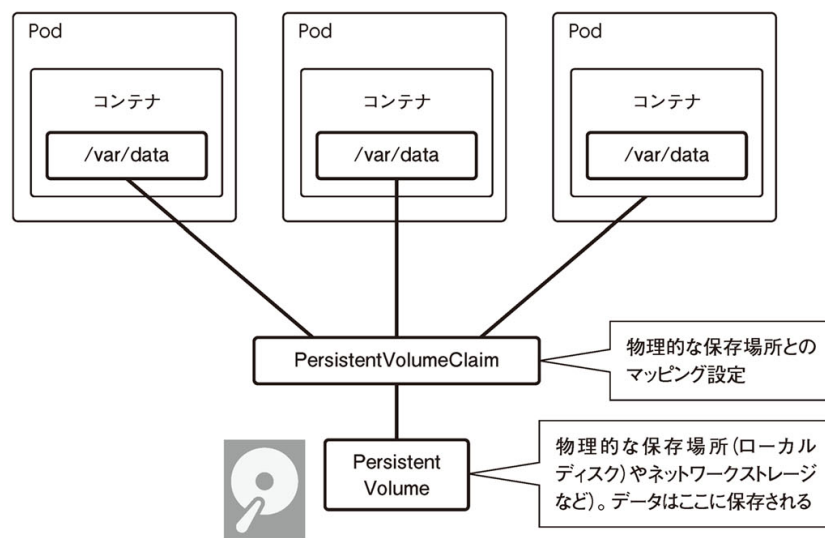 Pod
コンテナ
/var/data
Pod
コンテナ
/var/data
Pod
コンテナ
/var/data
PersistentVolumeClaim
物理的な保存場所との
マッピング設定
Persistent
Volume
物理的な保存場所(ローカル
ディスク)やネットワークストレージ
など)。データはここに保存される